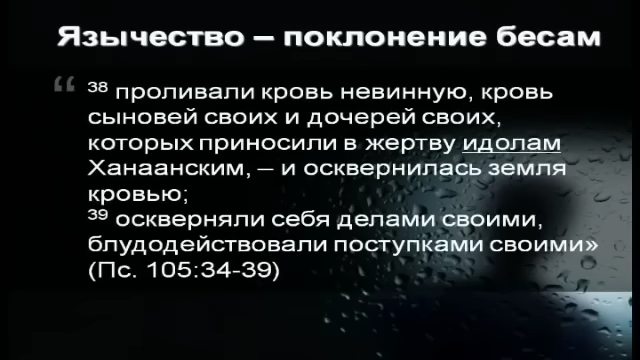 Язычество – поклонение бесам
“ ³⁸ проливали кровь невинную, кровь
сыновей своих и дочерей своих,
которых приносили в жертву идолам
Ханаанским, – и осквернилась земля
кровью;
³⁹ оскверняли себя делами своими,
блудодействовали поступками своими»
(Пс. 105:34-39)